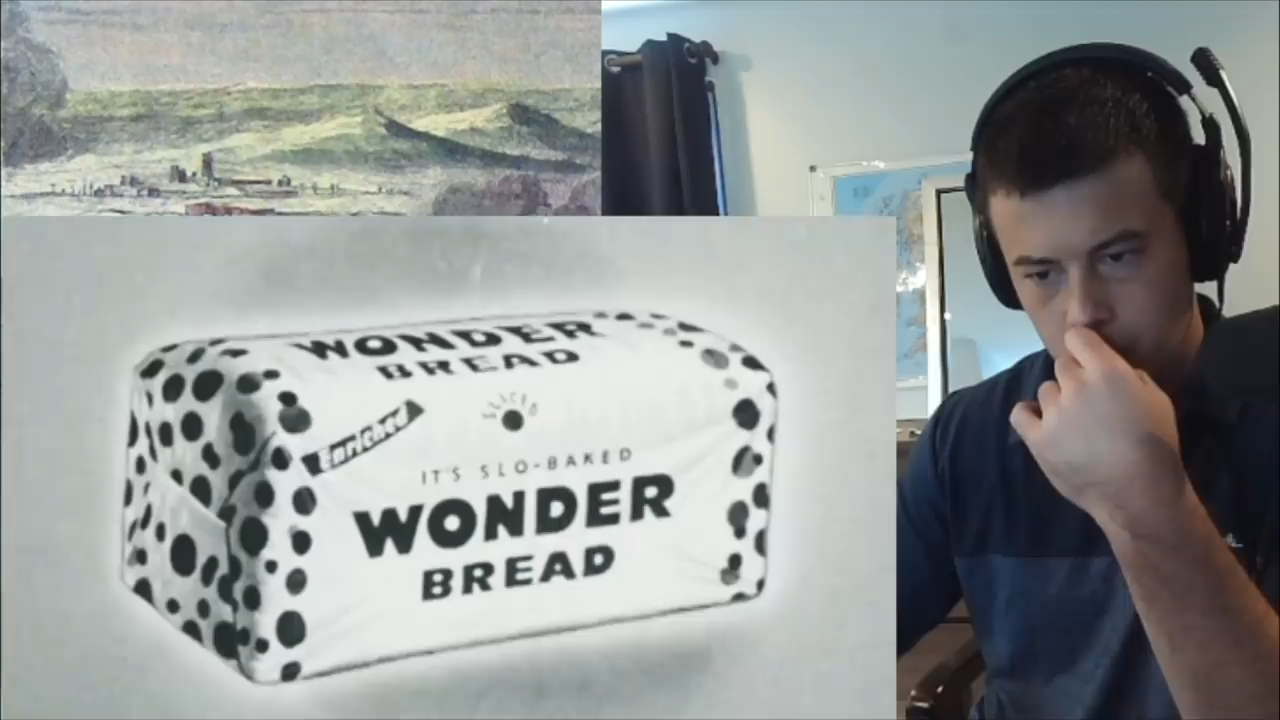 WONDER
BREAD
SLICED
Enriched
IT'S SLO-BAKED
WONDER
BREAD